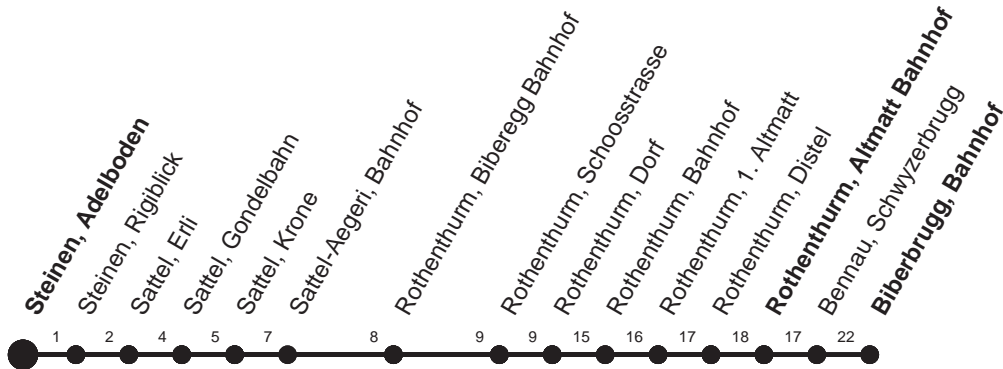 Steinen, Adelboden
Steinen, Rigiblick
Sattel, Erli
Sattel, Gondelbahn
Sattel, Krone
Sattel-Aegeri, Bahnhof
Rothenthurm, Biberegg Bahnhof
Rothenthurm, Schoosstrasse
Rothenthurm, Dorf
Rothenthurm, Bahnhof
Rothenthurm, 1. Altmatt
Rothenthurm, Distel
Rothenthurm, Altmatt Bahnhof
Bennau, Schwyzerbrugg
Biberbrugg, Bahnhof
1 2 4 5 7 8 9 9 15 16 17 18 17 22